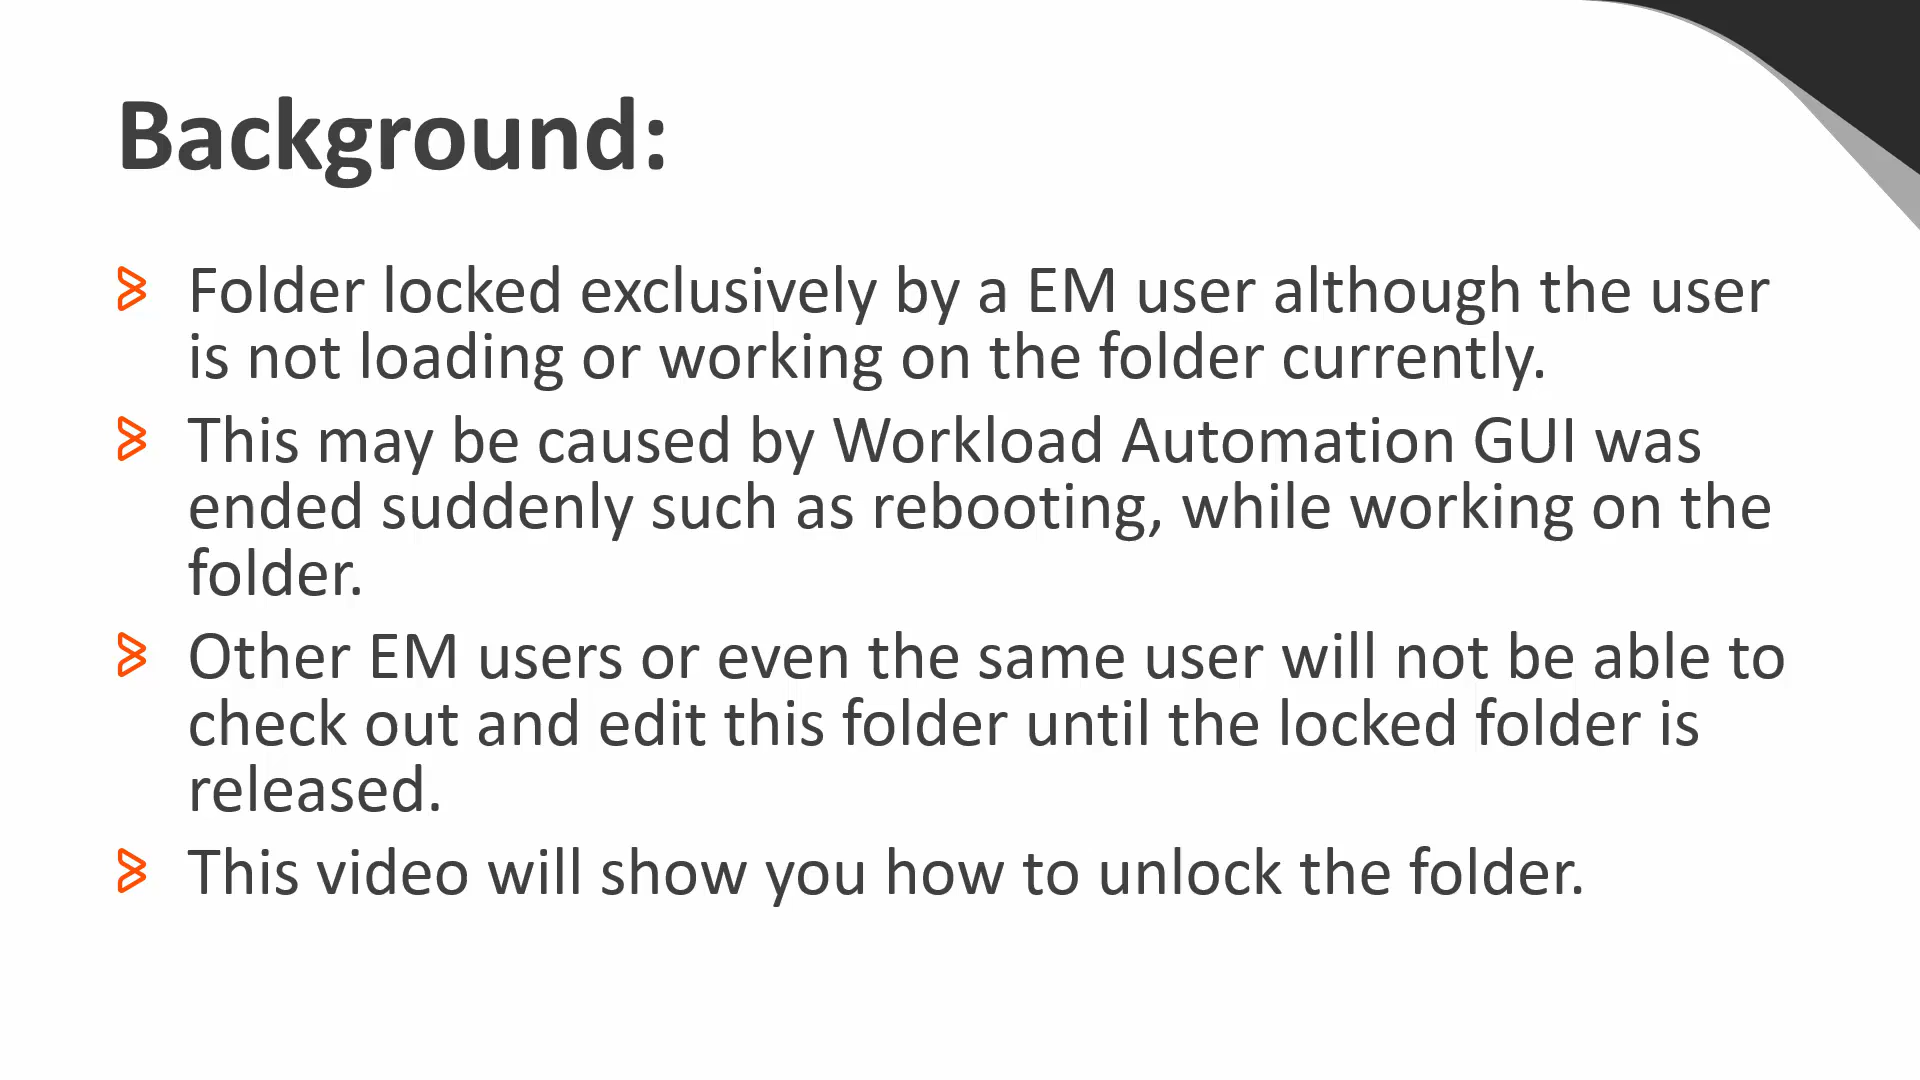 Background:
Folder locked exclusively by a EM user although the user
is not loading or working on the folder currently.
This may be caused by Workload Automation GUI was
ended suddenly such as rebooting, while working on the
folder.
Other EM users or even the same user will not be able to
check out and edit this folder until the locked folder is
released.
This video will show you how to unlock the folder.